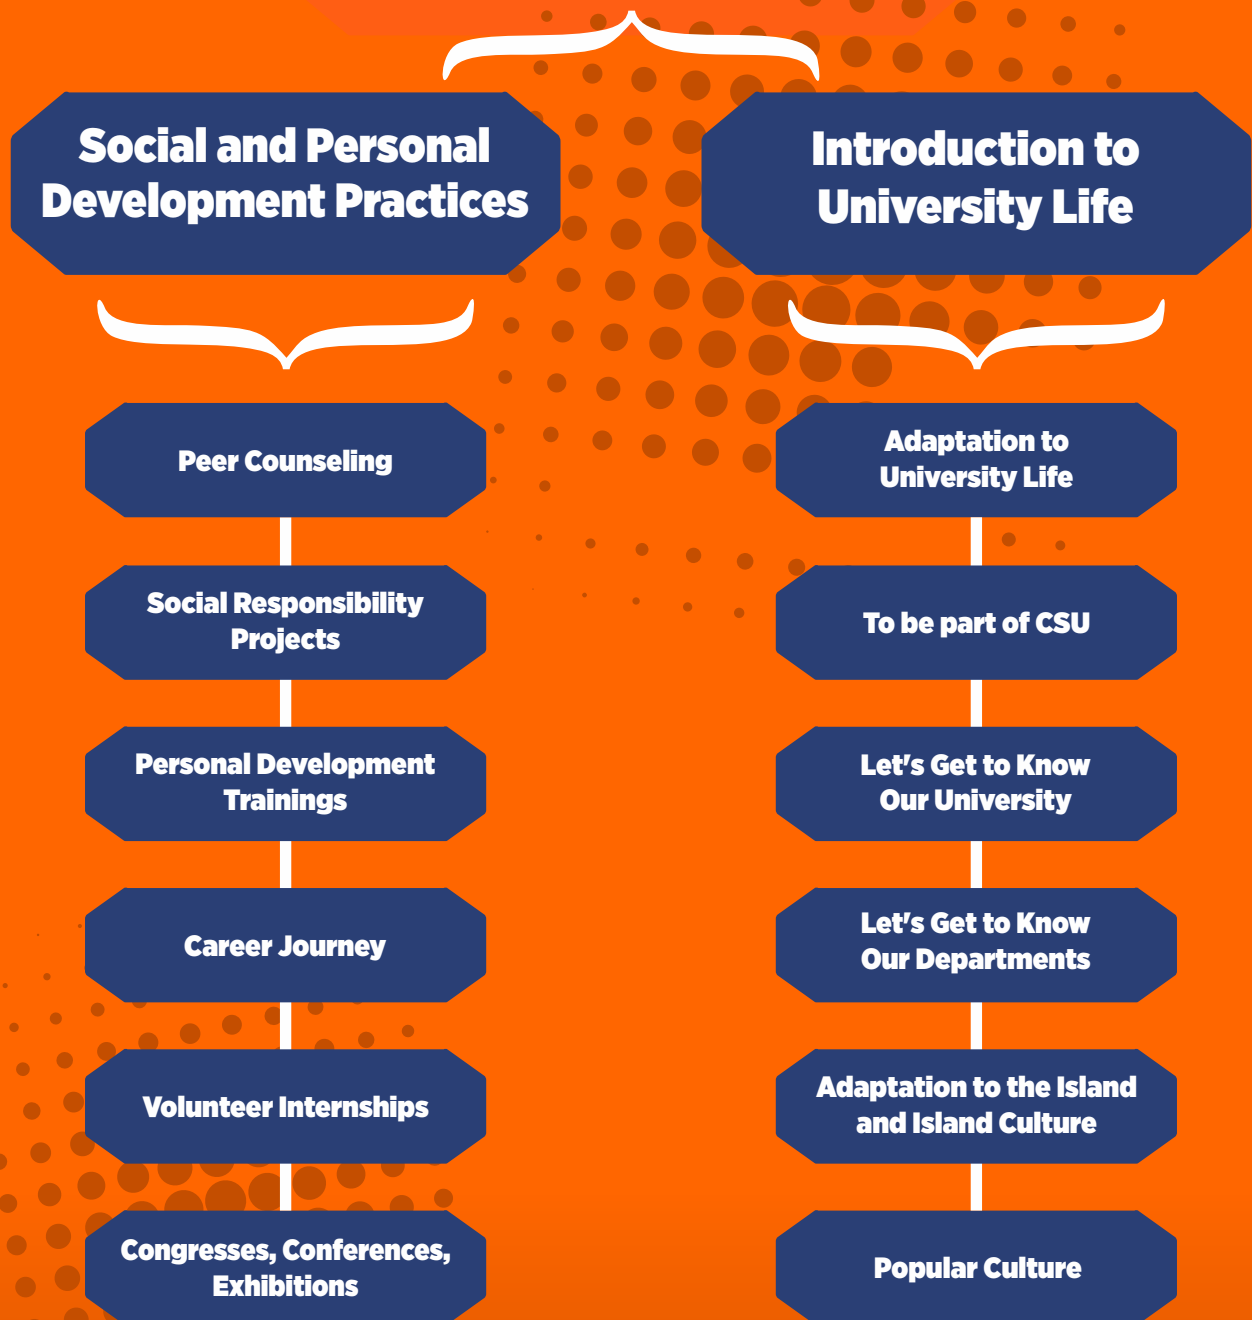 Social and Personal
Development Practices
Peer Counseling
Social Responsibility
Projects
Personal Development
Trainings
Career Journey
Volunteer Internships
Congresses, Conferences,
Exhibitions
Introduction to
University Life
Adaptation to
University Life
To be part of CSU
Let's Get to Know
Our University
Let's Get to Know
Our Departments
Adaptation to the Island
and Island Culture
Popular Culture